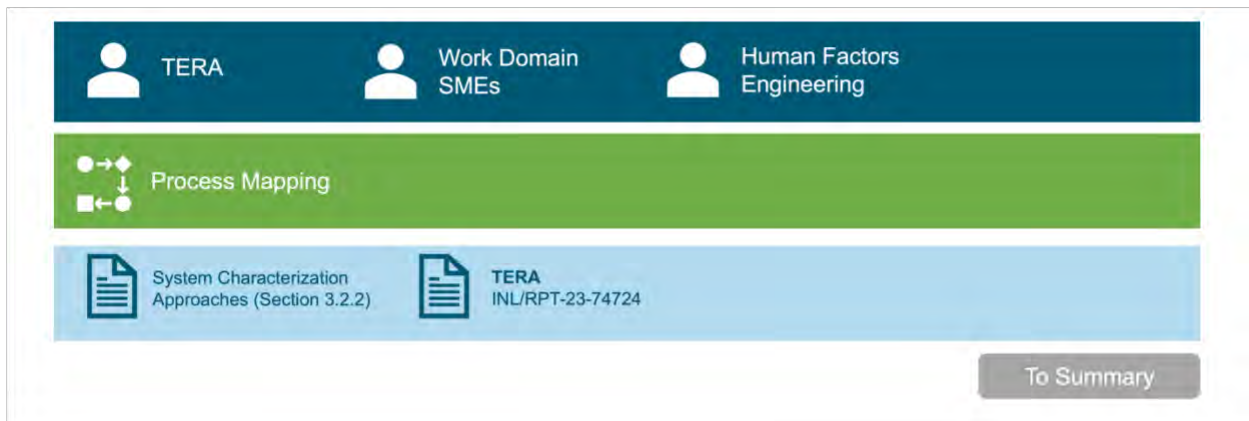 TERA
Work Domain
SMEs
Human Factors
Engineering
Process Mapping
System Characterization
Approaches (Section 3.2.2)
TERA
INL/RPT-23-74724
To Summary